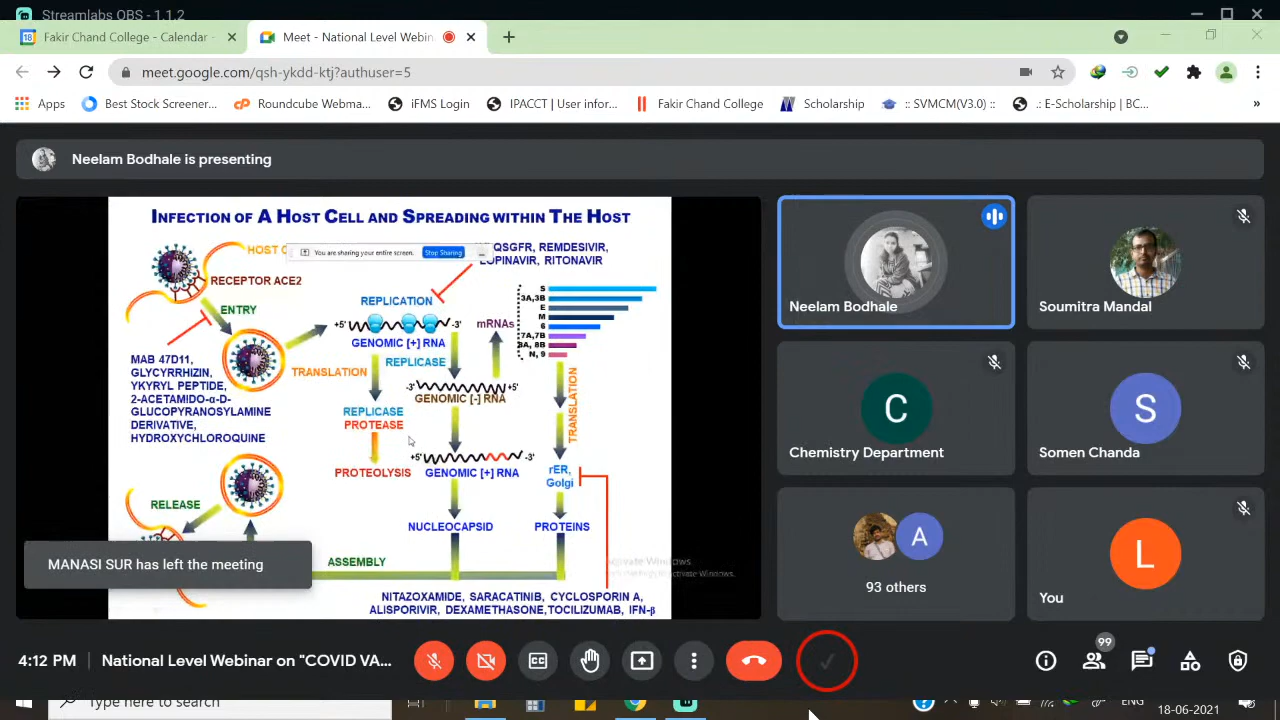 Streamlabs OBS - 1.1.2
18 Fakir Chand College - Calendar -
Meet - National Level Webin
meet.google.com/qsh-ykdd-ktj?authuser=5
Apps Best Stock Screener... cP Roundcube Webma... iFMS Login IPACCT | User infor... Fakir Chand College Scholarship :: SVMCM(V3.0) :: .: E-Scholarship | BC... »
Neelam Bodhale is presenting
INFECTION OF A HOST CELL AND SPREADING WITHIN THE HOST
HOST
You are sharing your entire screen. Stop Sharing
QSGFR, REMDESIVIR,
LOPINAVIR, RITONAVIR
RECEPTOR ACE2
ENTRY
REPLICATION
+5' -3'
GENOMIC [+] RNA
mRNAs
S
3A,3B
E
M
6
7A,7B
8A, 8B
N, 9
MAB 47D11,
GLYCYRRHIZIN,
YKYRYL PEPTIDE,
2-ACETAMIDO-α-D-
GLUCOPYRANOSYLAMINE
DERIVATIVE,
HYDROXYCHLOROQUINE
TRANSLATION
REPLICASE
-3' +5'
GENOMIC [-] RNA
REPLICASE
PROTEASE
TRANSLATION
+5' -3'
PROTEOLYSIS
GENOMIC [+] RNA
rER,
Golgi
RELEASE
NUCLEOCAPSID
PROTEINS
ASSEMBLY
NITAZOXAMIDE, SARACATINIB, CYCLOSPORIN A,
ALISPORIVIR, DEXAMETHASONE,TOCILIZUMAB, IFN-β
MANASI SUR has left the meeting
Neelam Bodhale
Soumitra Mandal
C
Chemistry Department
S
Somen Chanda
A
93 others
L
You
4:12 PM National Level Webinar on "COVID VA...
CC
99
Type here to search
ENG
18-06-2021